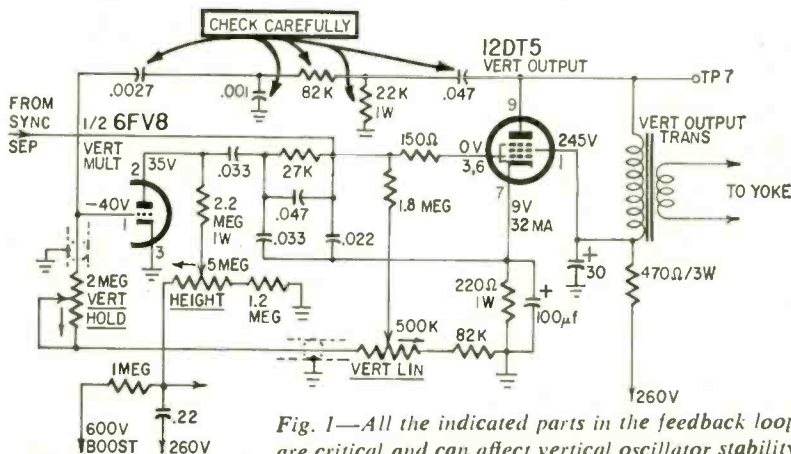 CHECK CAREFULLY
12DT5
VERT OUTPUT
.0027
.001
82K
22K
1W
.047
TP 7
FROM
SYNC
SEP
1/2 6FV8
VERT
MULT
2
35V
.033
27K
150Ω
0V
3,6
9
245V
1
VERT OUTPUT
TRANS
TO YOKE
-40V
1
3
2.2
MEG
1W
.047
.033
.022
1.8 MEG
7
9V
32 MA
30
470Ω/3W
2MEG
VERT
HOLD
5MEG
HEIGHT
1.2
MEG
220Ω
1W
100µf
500K
82K
VERT LIN
1MEG
.22
600V
BOOST
260V
260V
Fig. 1—All the indicated parts in the feedback loop
are critical and can affect vertical oscillator stability